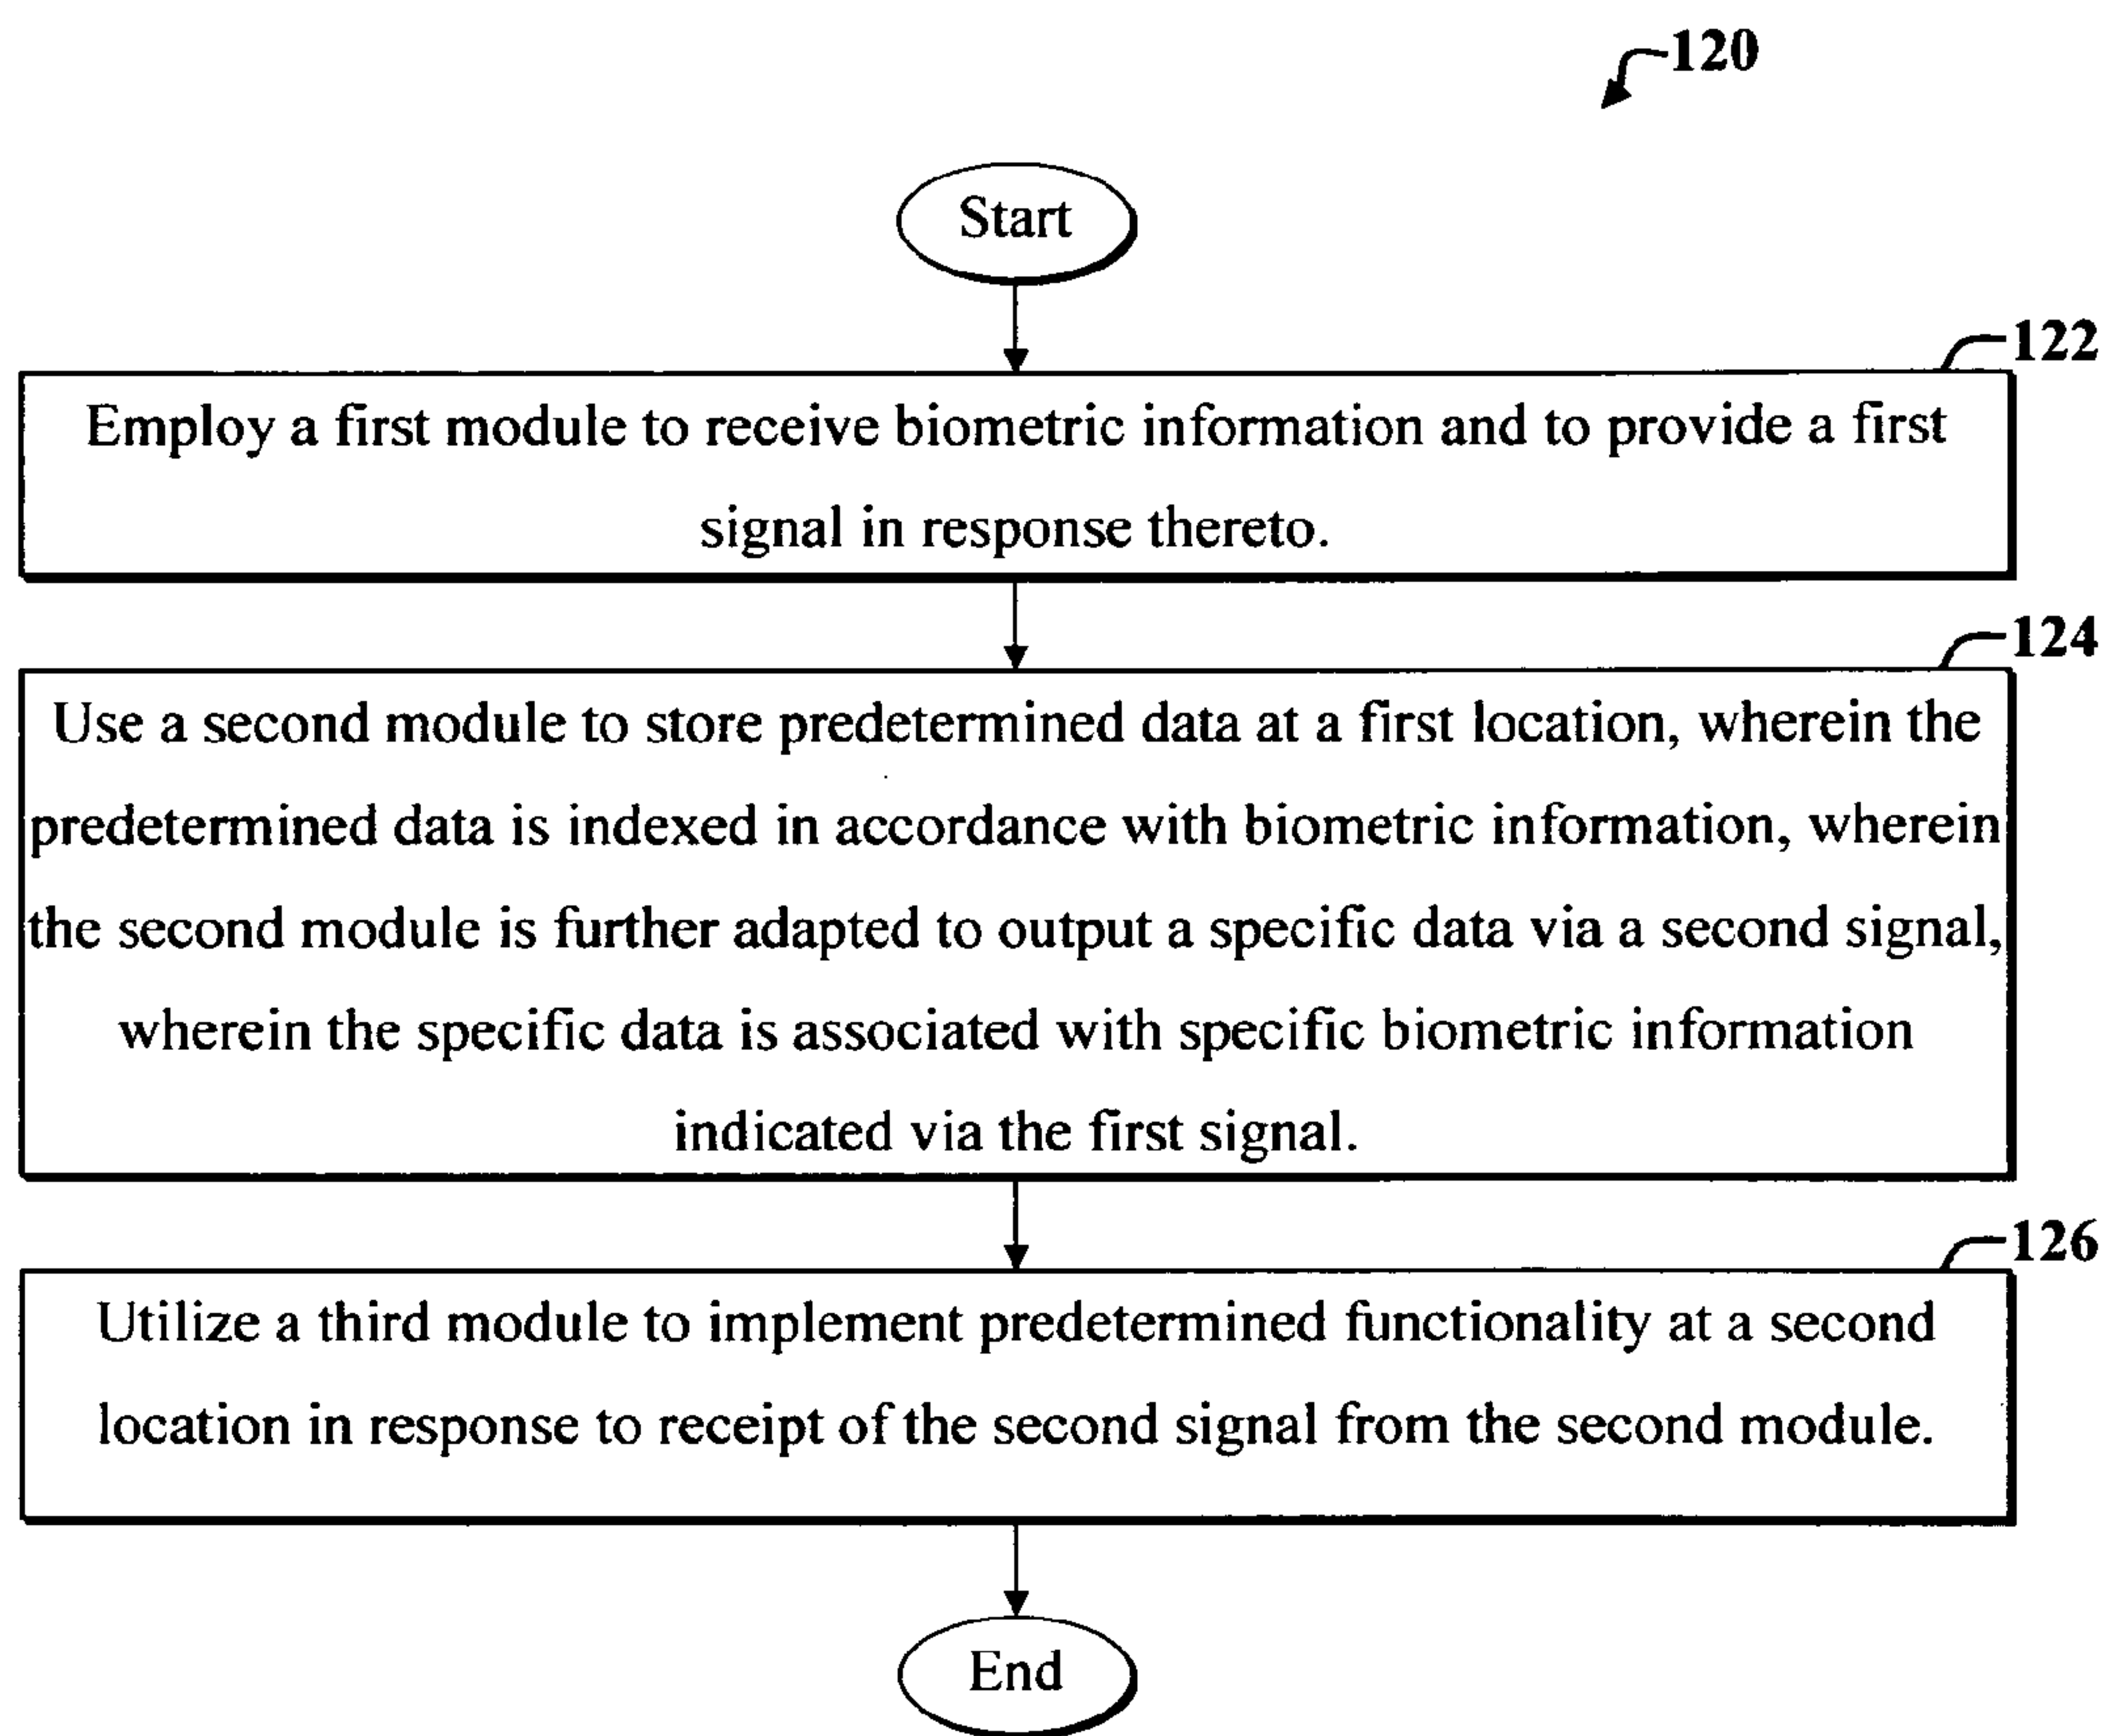 120
Start
122
Employ a first module to receive biometric information and to provide a first
signal in response thereto.
124
Use a second module to store predetermined data at a first location, wherein the
predetermined data is indexed in accordance with biometric information, wherein
the second module is further adapted to output a specific data via a second signal,
wherein the specific data is associated with specific biometric information
indicated via the first signal.
126
Utilize a third module to implement predetermined functionality at a second
location in response to receipt of the second signal from the second module.
End